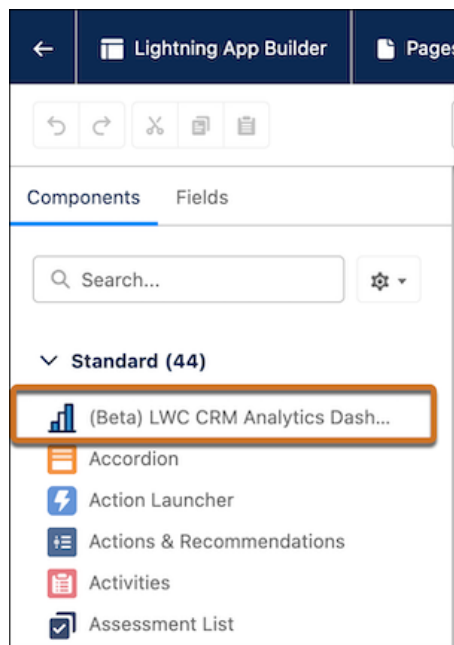 Lightning App Builder
Pages
Components Fields
Search...
Standard (44)
(Beta) LWC CRM Analytics Dash...
Accordion
Action Launcher
Actions & Recommendations
Activities
Assessment List